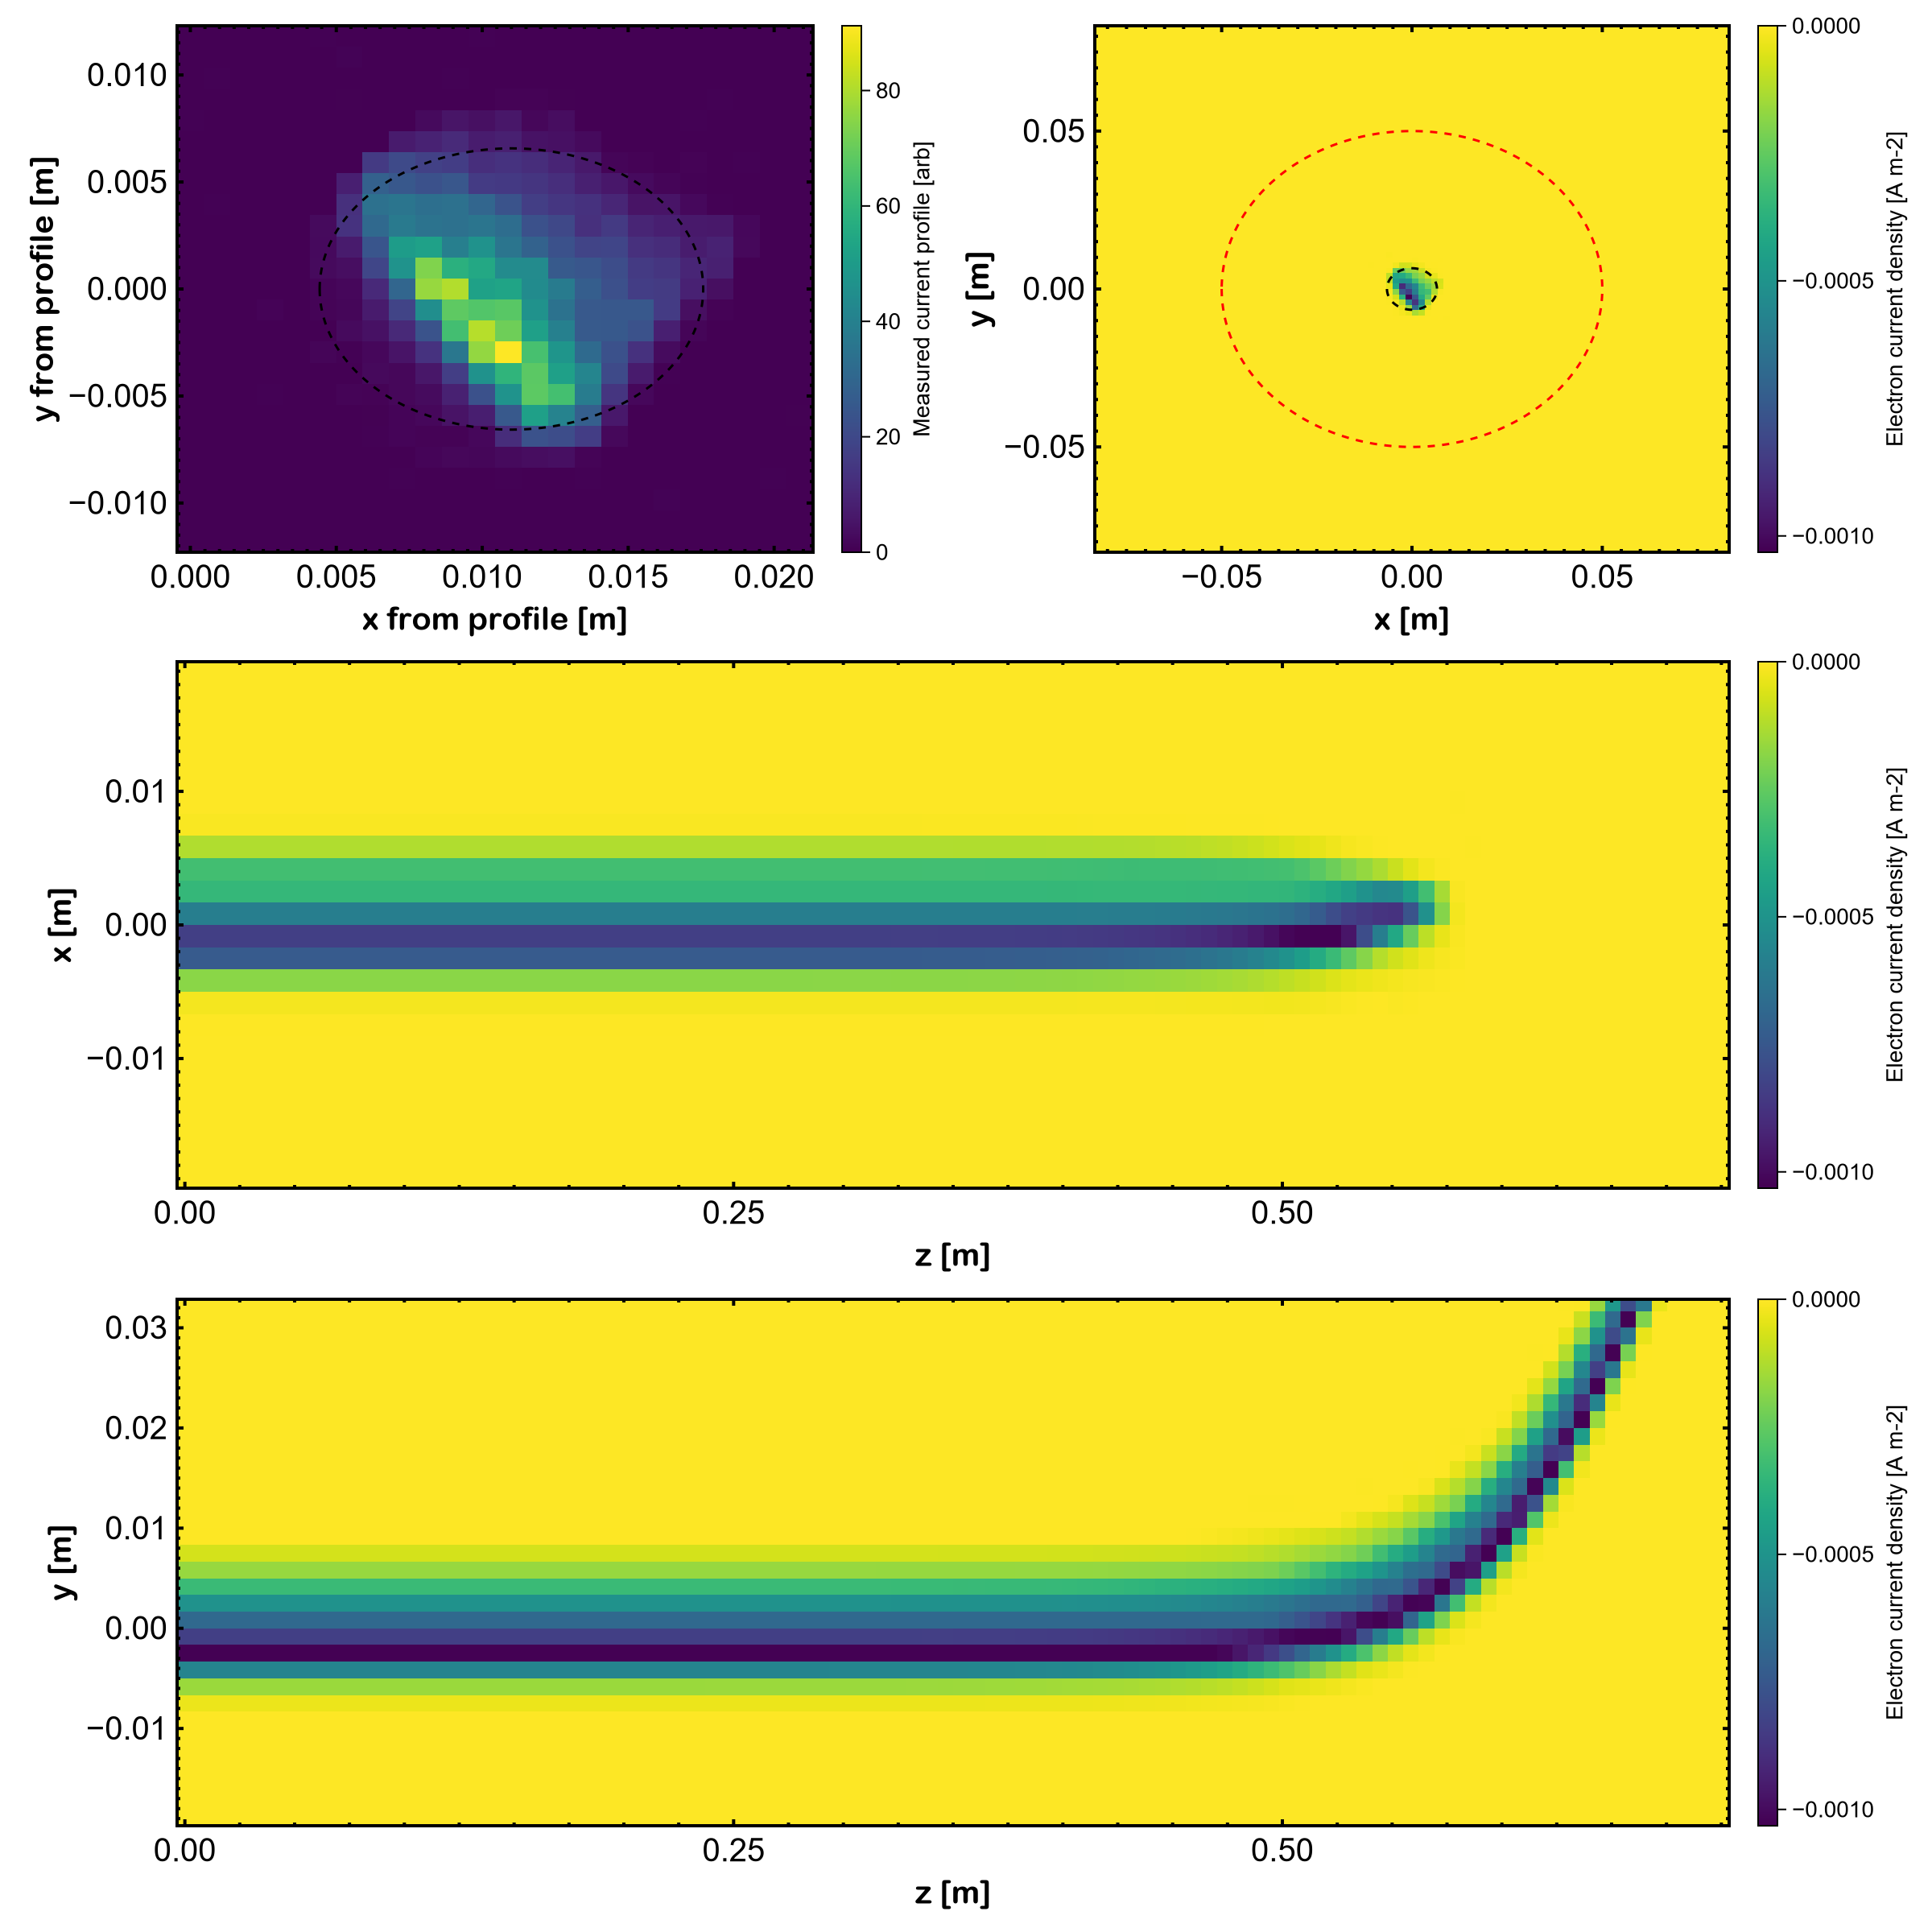 0.010
0.005
0.000
−0.005
−0.010
y from profile [m]
0.000 0.005 0.010 0.015 0.020
x from profile [m]
80
60
40
20
0
Measured current profile [arb]
0.05
0.00
−0.05
y [m]
−0.05 0.00 0.05
x [m]
0.0000
−0.0005
−0.0010
Electron current density [A m-2]
0.01
0.00
−0.01
x [m]
0.00 0.25 0.50
z [m]
0.0000
−0.0005
−0.0010
Electron current density [A m-2]
0.03
0.02
0.01
0.00
−0.01
y [m]
0.00 0.25 0.50
z [m]
0.0000
−0.0005
−0.0010
Electron current density [A m-2]